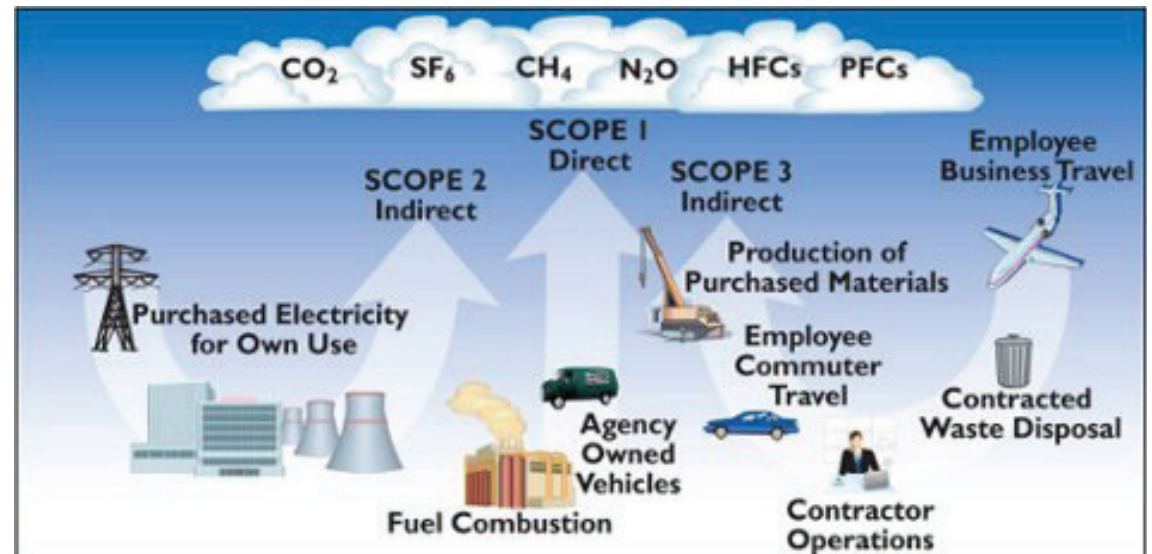 CO₂ SF₆ CH₄ N₂O HFCs PFCs
SCOPE 1
Direct
SCOPE 2
Indirect
SCOPE 3
Indirect
Employee
Business Travel
Purchased Electricity
for Own Use
Production of
Purchased Materials
Employee
Commuter
Travel
Contracted
Waste Disposal
Agency
Owned
Vehicles
Fuel Combustion
Contractor
Operations